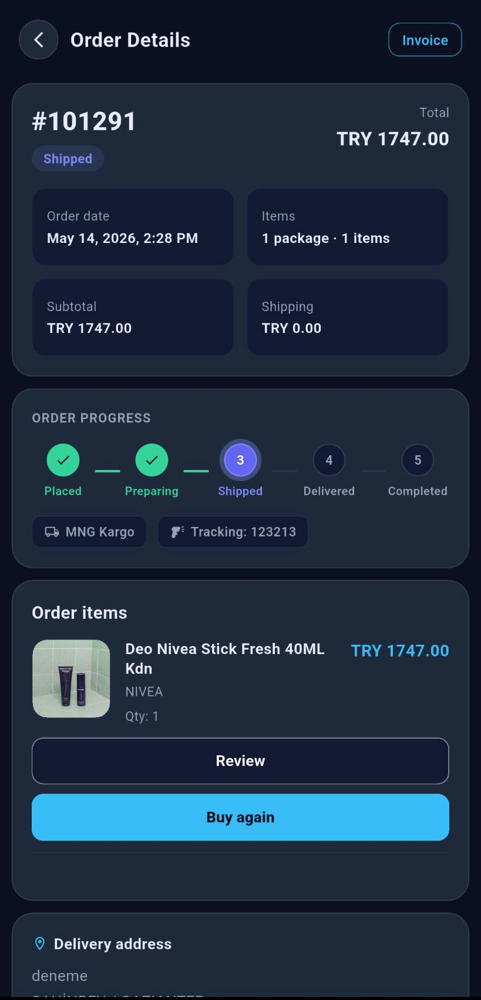 Order Details
Invoice
#101291
Total
TRY 1747.00
Shipped
Order date
May 14, 2026, 2:28 PM
Items
1 package · 1 items
Subtotal
TRY 1747.00
Shipping
TRY 0.00
ORDER PROGRESS
3
4
5
Placed
Preparing
Shipped
Delivered
Completed
MNG Kargo
Tracking: 123213
Order items
Deo Nivea Stick Fresh 40ML
Kdn
TRY 1747.00
NIVEA
Qty: 1
Review
Buy again
Delivery address
deneme